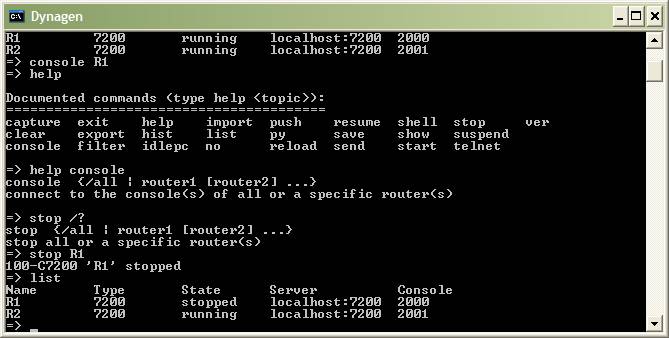 Dynagen
R1 7200 running localhost:7200 2000
R2 7200 running localhost:7200 2001
=> console R1
=> help
Documented commands (type help <topic>):
========================================
capture exit help import push resume shell stop ver
clear export hist list py save show suspend
console filter idlepc no reload send start telnet
=> help console
console {/all | router1 [router2] ...}
connect to the console(s) of all or a specific router(s)
=> stop /?
stop {/all | router1 [router2] ...}
stop all or a specific router(s)
=> stop R1
100-C7200 'R1' stopped
=> list
Name Type State Server Console
R1 7200 stopped localhost:7200 2000
R2 7200 running localhost:7200 2001
=> _